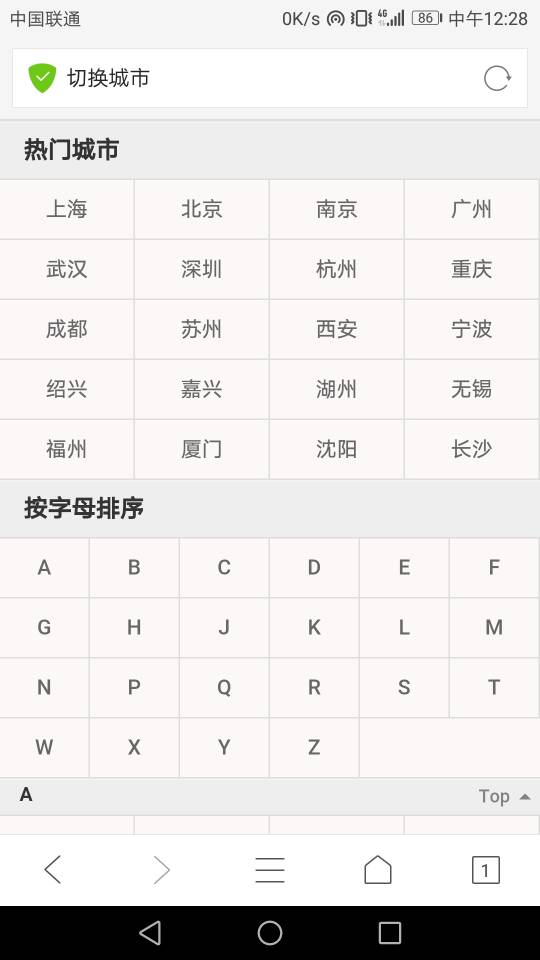 中国联通 0K/s 4G 86 中午12:28
切换城市
热门城市
上海 北京 南京 广州
武汉 深圳 杭州 重庆
成都 苏州 西安 宁波
绍兴 嘉兴 湖州 无锡
福州 厦门 沈阳 长沙
按字母排序
A B C D E F
G H J K L M
N P Q R S T
W X Y Z
A Top
1